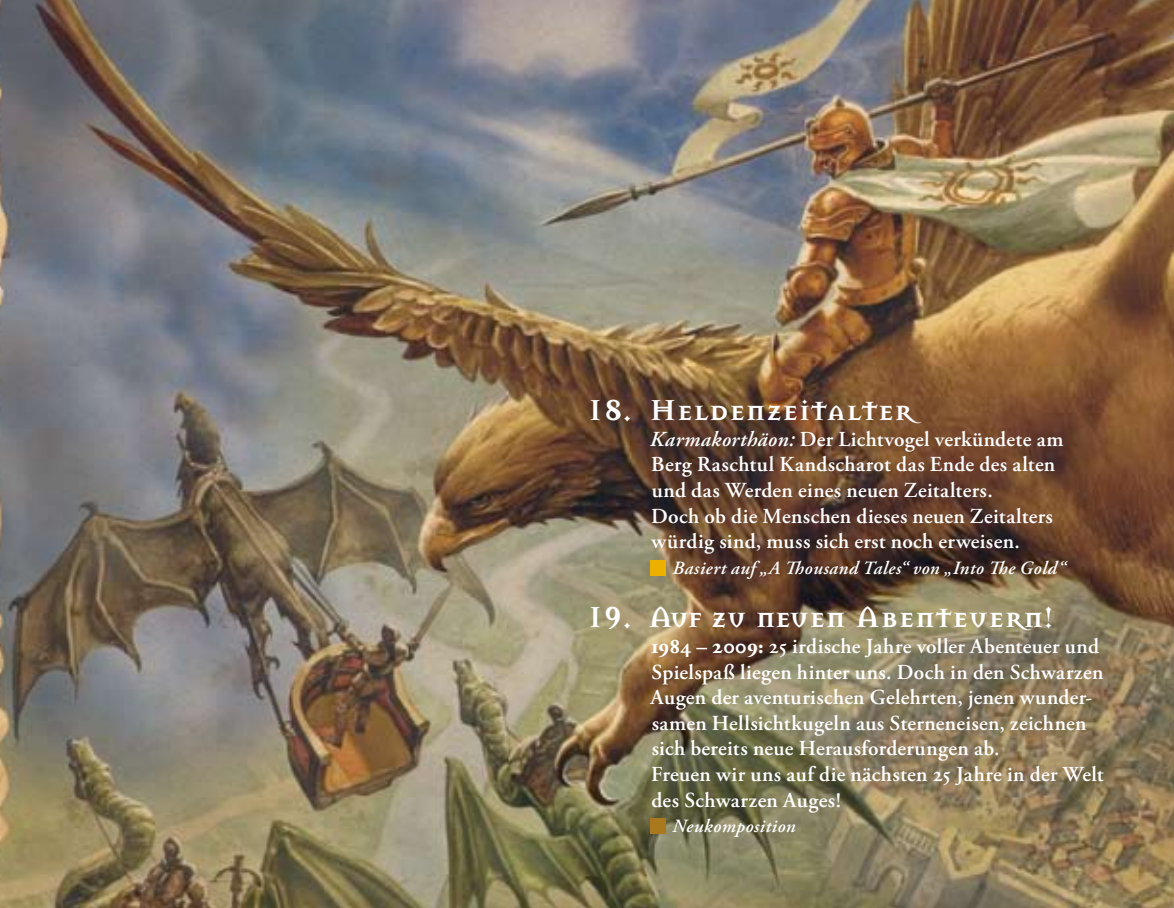 18. Heldenzeitalter
Karmakorthäon: Der Lichtvogel verkündete am
Berg Raschtul Kandscharot das Ende des alten
und das Werden eines neuen Zeitalters.
Doch ob die Menschen dieses neuen Zeitalters
würdig sind, muss sich erst noch erweisen.
Basiert auf „A Thousand Tales“ von „Into The Gold“
19. Auf zu neuen Abenteuern!
1984 – 2009: 25 irdische Jahre voller Abenteuer und
Spielspaß liegen hinter uns. Doch in den Schwarzen
Augen der aventurischen Gelehrten, jenen wunder-
samen Hellsichtkugeln aus Sterneneisen, zeichnen
sich bereits neue Herausforderungen ab.
Freuen wir uns auf die nächsten 25 Jahre in der Welt
des Schwarzen Auges!
Neukomposition